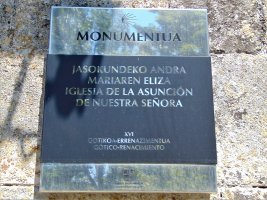 MONUMENTUA
JASOKUNDEKO ANDRA
MARIAREN ELIZA
IGLESIA DE LA ASUNCIÓN
DE NUESTRA SEÑORA
XVI
GOTIKO-ERRENAZIMENTUA
GÓTICO-RENACIMIENTO